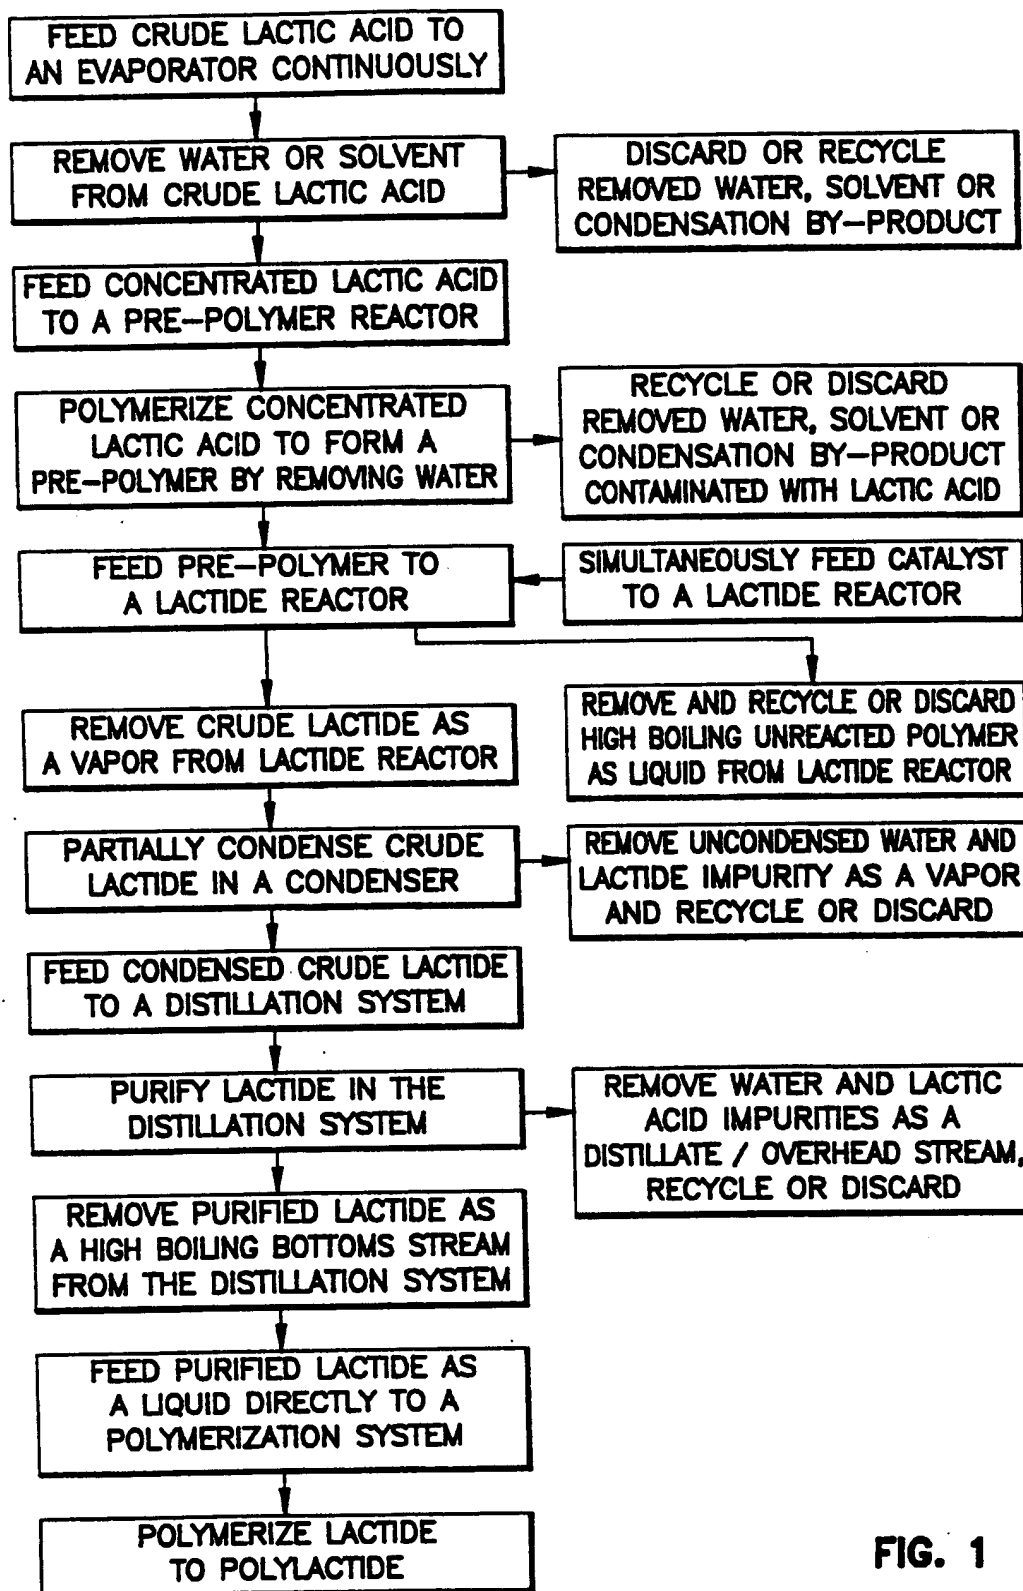 FEED CRUDE LACTIC ACID TO
AN EVAPORATOR CONTINUOUSLY
REMOVE WATER OR SOLVENT
FROM CRUDE LACTIC ACID
DISCARD OR RECYCLE
REMOVED WATER, SOLVENT OR
CONDENSATION BY-PRODUCT
FEED CONCENTRATED LACTIC ACID
TO A PRE-POLYMER REACTOR
POLYMERIZE CONCENTRATED
LACTIC ACID TO FORM A
PRE-POLYMER BY REMOVING WATER
RECYCLE OR DISCARD
REMOVED WATER, SOLVENT OR
CONDENSATION BY-PRODUCT
CONTAMINATED WITH LACTIC ACID
FEED PRE-POLYMER TO
A LACTIDE REACTOR
SIMULTANEOUSLY FEED CATALYST
TO A LACTIDE REACTOR
REMOVE CRUDE LACTIDE AS
A VAPOR FROM LACTIDE REACTOR
REMOVE AND RECYCLE OR DISCARD
HIGH BOILING UNREACTED POLYMER
AS LIQUID FROM LACTIDE REACTOR
PARTIALLY CONDENSE CRUDE
LACTIDE IN A CONDENSER
REMOVE UNCONDENSED WATER AND
LACTIDE IMPURITY AS A VAPOR
AND RECYCLE OR DISCARD
FEED CONDENSED CRUDE LACTIDE
TO A DISTILLATION SYSTEM
PURIFY LACTIDE IN THE
DISTILLATION SYSTEM
REMOVE WATER AND LACTIC
ACID IMPURITIES AS A
DISTILLATE / OVERHEAD STREAM,
RECYCLE OR DISCARD
REMOVE PURIFIED LACTIDE AS
A HIGH BOILING BOTTOMS STREAM
FROM THE DISTILLATION SYSTEM
FEED PURIFIED LACTIDE AS
A LIQUID DIRECTLY TO A
POLYMERIZATION SYSTEM
POLYMERIZE LACTIDE
TO POLYLACTIDE
FIG. 1